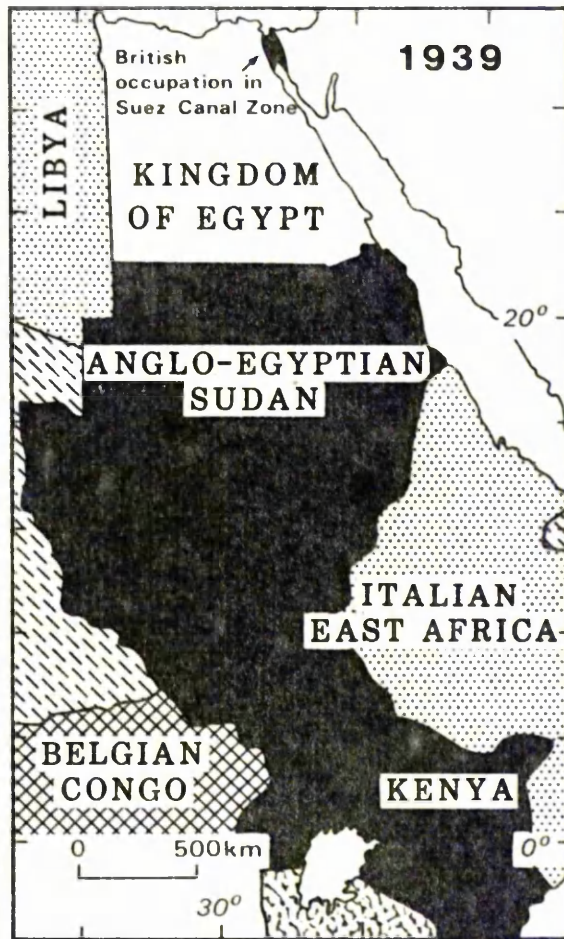 British
occupation in
Suez Canal Zone
1939
LIBYA
KINGDOM
OF EGYPT
20°
ANGLO-EGYPTIAN
SUDAN
ITALIAN
EAST AFRICA
BELGIAN
CONGO
KENYA
0 500km
0°
30°